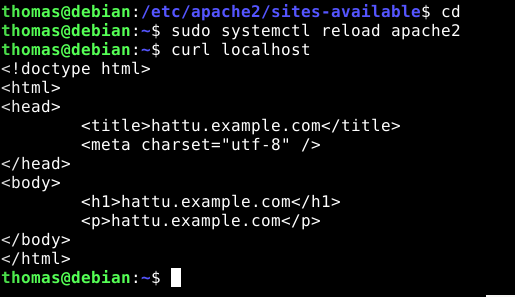 thomas@debian:/etc/apache2/sites-available$ cd
thomas@debian:~$ sudo systemctl reload apache2
thomas@debian:~$ curl localhost
<!doctype html>
<html>
<head>
        <title>hattu.example.com</title>
        <meta charset="utf-8" />
</head>
<body>
        <h1>hattu.example.com</h1>
        <p>hattu.example.com</p>
</body>
</html>
thomas@debian:~$